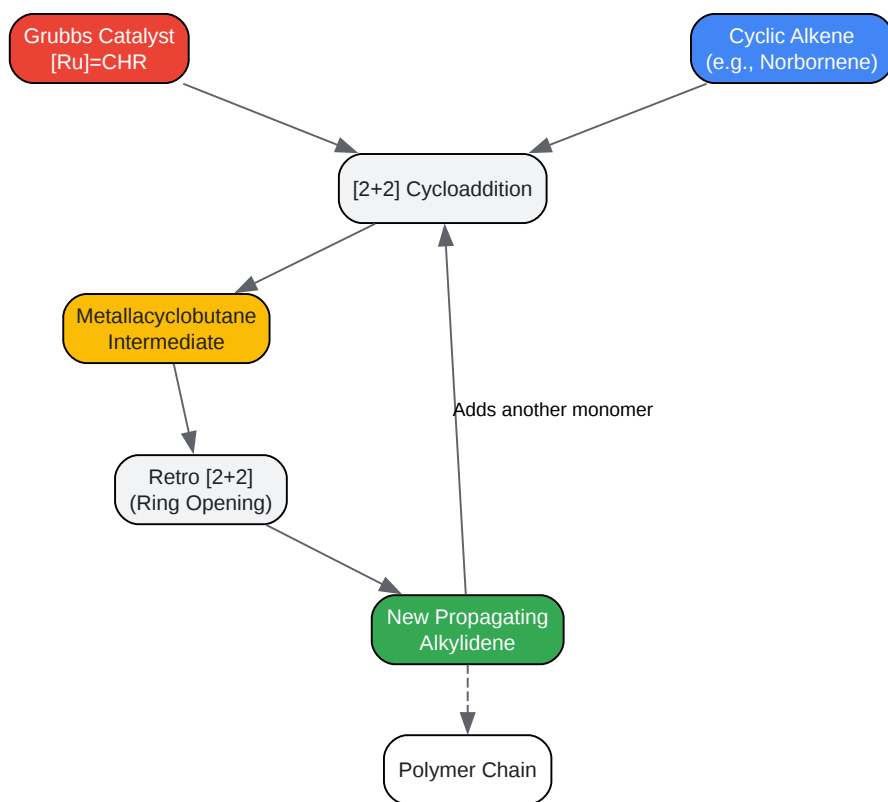 Grubbs Catalyst
[Ru]=CHR
Cyclic Alkene
(e.g., Norbornene)
[2+2] Cycloaddition
Metallacyclobutane
Intermediate
Adds another monomer
Retro [2+2]
(Ring Opening)
New Propagating
Alkylidene
Polymer Chain